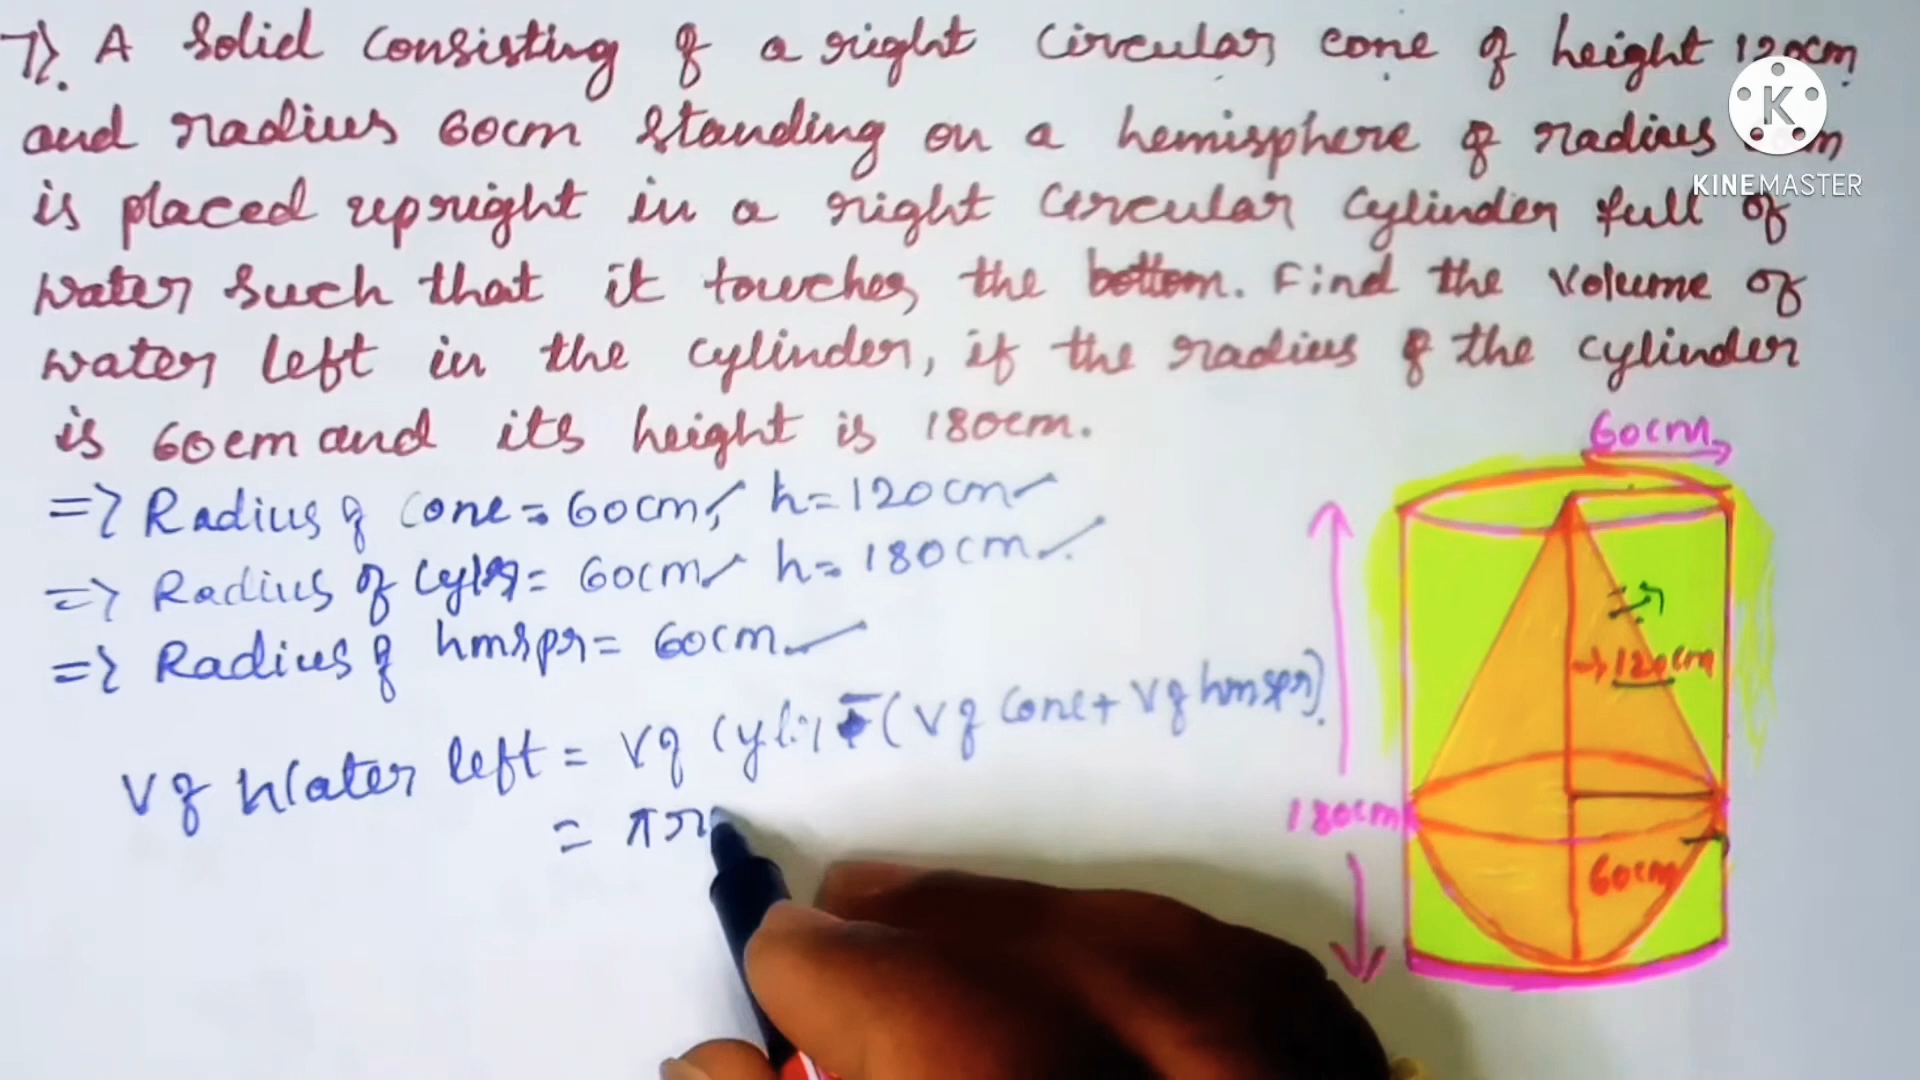 7). A Solid consisting of a right circular cone of height 120cm
and radius 60cm standing on a hemisphere of radius
is placed upright in a right circular cylinder full of
water such that it touches the bottom. Find the volume of
water left in the cylinder, if the radius of the cylinder
is 60cm and its height is 180cm.
K
KINEMASTER
60cm
=> Radius of Cone = 60cm, h = 120cm
=> Radius of cyln = 60cm h = 180cm
=> Radius of hmspr = 60cm
→ 120cm
V of Water left = V of Cyli - (V of Cone + V of hmspr)
= πr
180cm
60cm